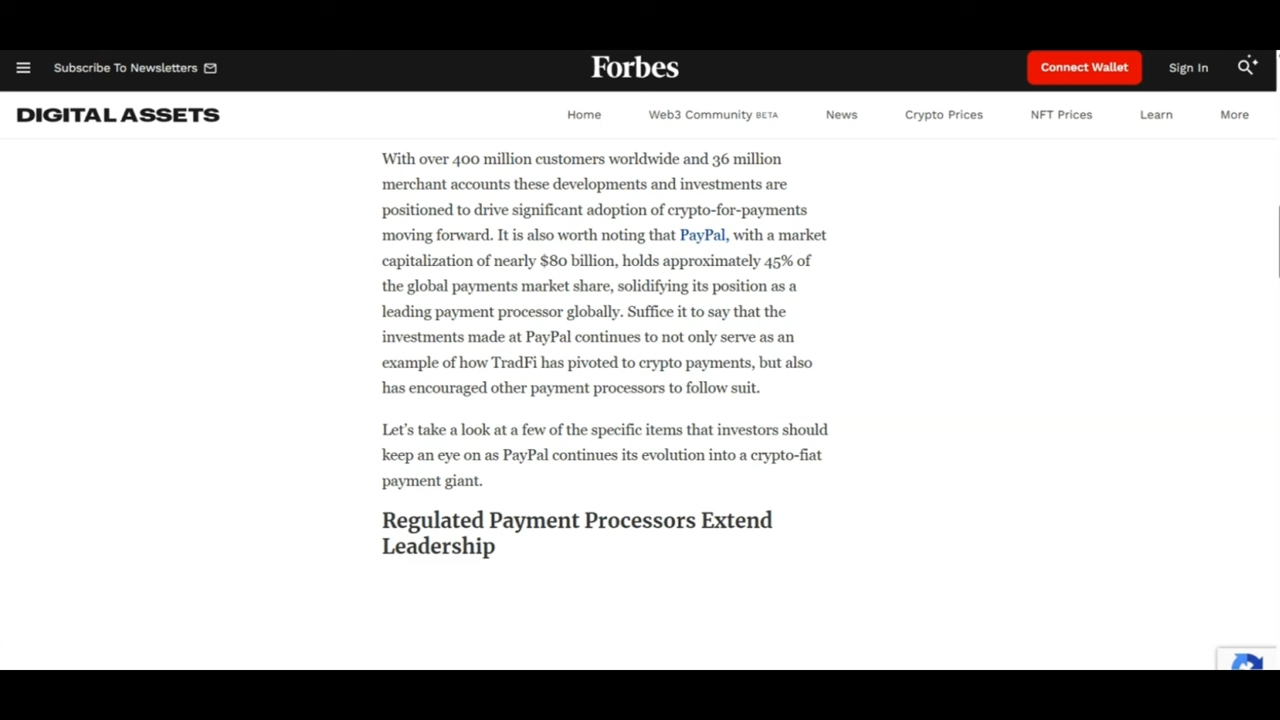 Subscribe To Newsletters
Forbes
Connect Wallet
Sign In
DIGITAL ASSETS
Home
Web3 Community BETA
News
Crypto Prices
NFT Prices
Learn
More
With over 400 million customers worldwide and 36 million
merchant accounts these developments and investments are
positioned to drive significant adoption of crypto-for-payments
moving forward. It is also worth noting that PayPal, with a market
capitalization of nearly $80 billion, holds approximately 45% of
the global payments market share, solidifying its position as a
leading payment processor globally. Suffice it to say that the
investments made at PayPal continues to not only serve as an
example of how TradFi has pivoted to crypto payments, but also
has encouraged other payment processors to follow suit.
Let's take a look at a few of the specific items that investors should
keep an eye on as PayPal continues its evolution into a crypto-fiat
payment giant.
Regulated Payment Processors Extend
Leadership